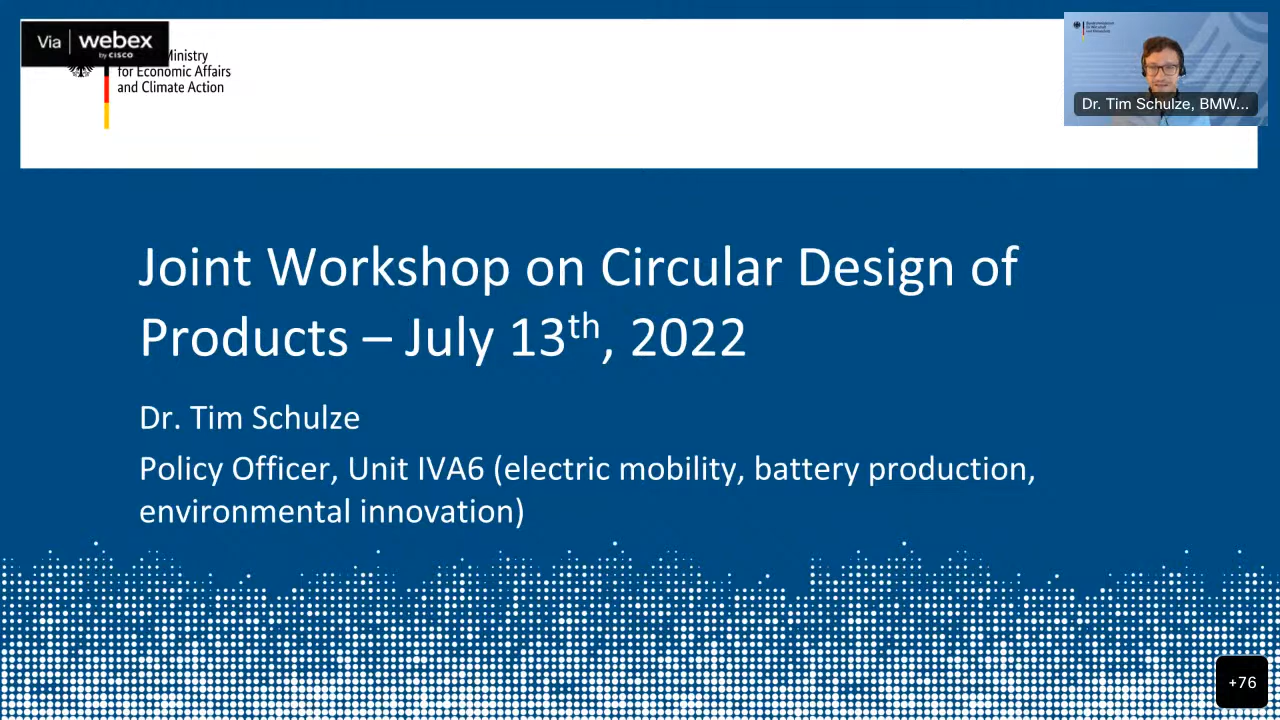 Via webex
by CISCO
Ministry
for Economic Affairs
and Climate Action
Dr. Tim Schulze, BMW...
Joint Workshop on Circular Design of
Products – July 13th, 2022
Dr. Tim Schulze
Policy Officer, Unit IVA6 (electric mobility, battery production,
environmental innovation)
+76